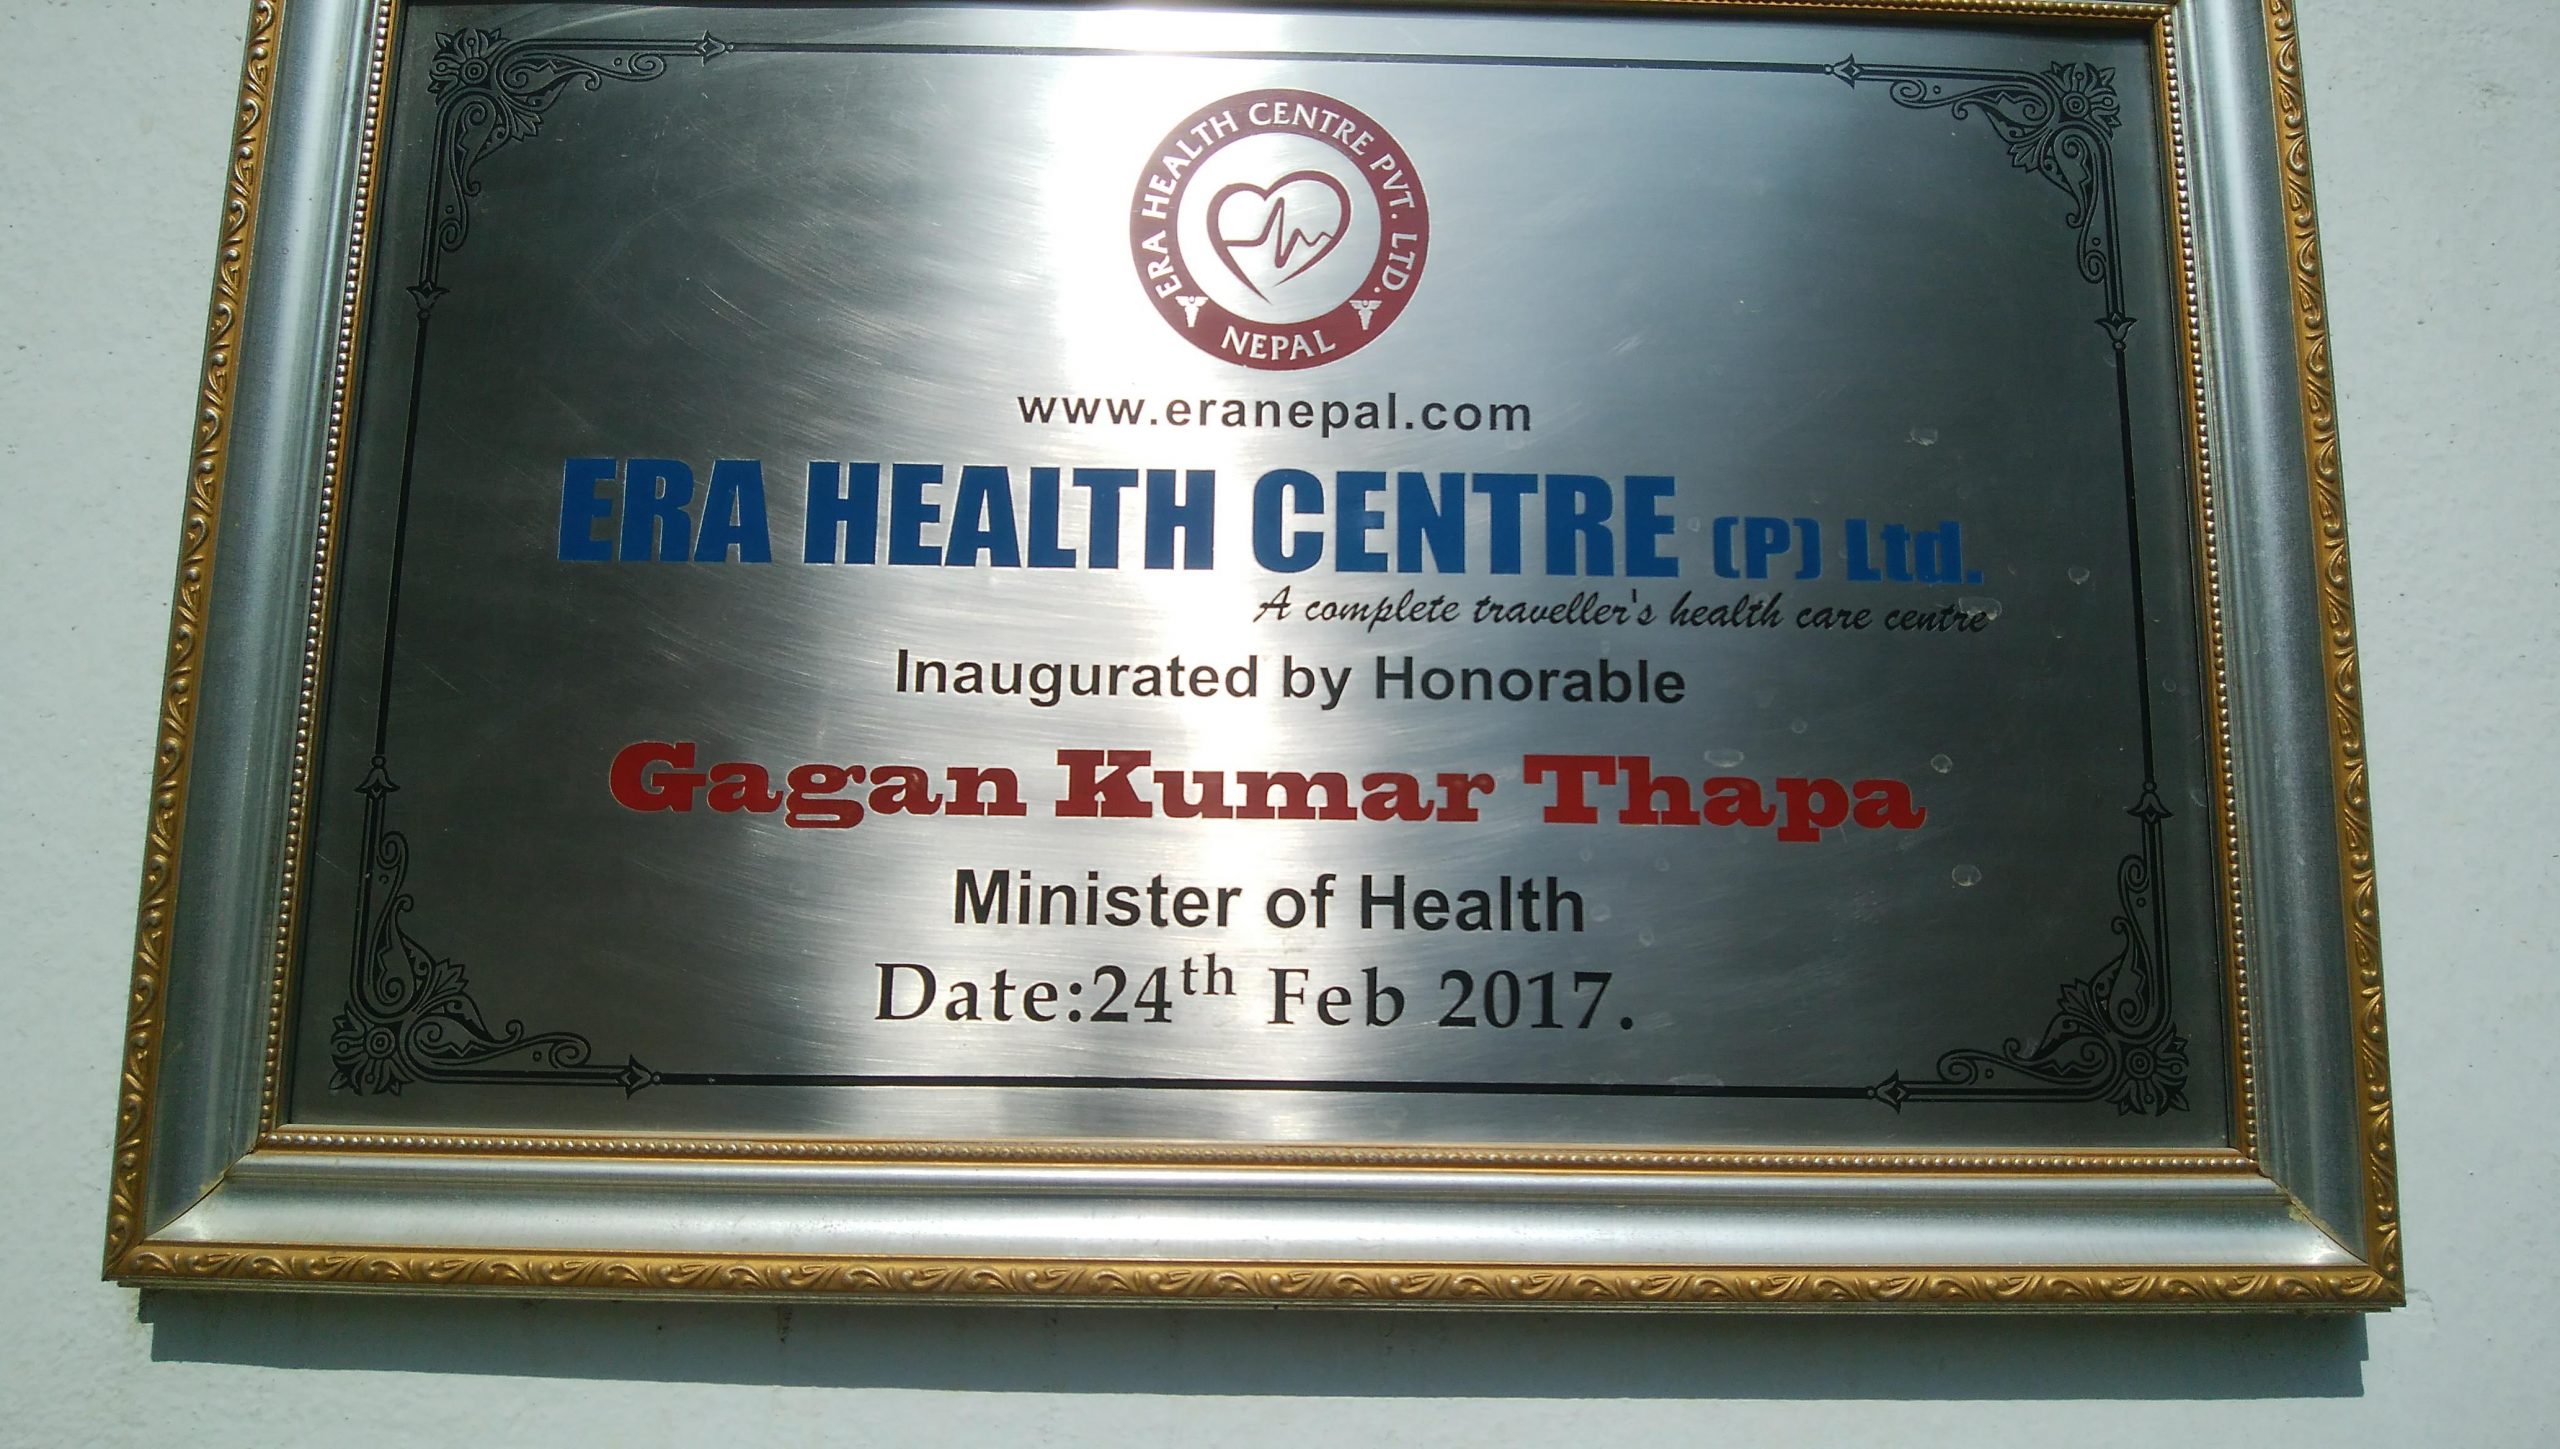 ERA HEALTH CENTRE PVT. LTD.
NEPAL
www.eranepal.com
ERA HEALTH CENTRE (P) Ltd.
A complete traveller's health care centre
Inaugurated by Honorable
Gagan Kumar Thapa
Minister of Health
Date:24th Feb 2017.